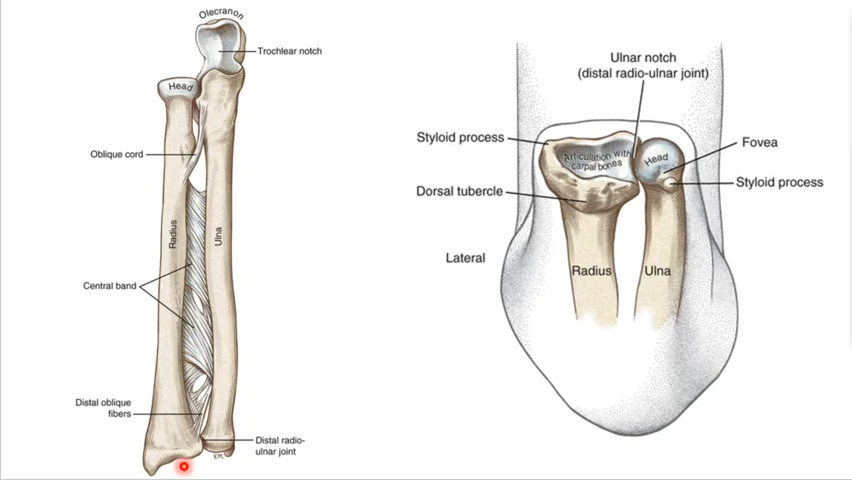 Olecranon
Trochlear notch
Head
Oblique cord
Radius
Ulna
Central band
Distal oblique
fibers
Distal radio-
ulnar joint
Ulnar notch
(distal radio-ulnar joint)
Styloid process
Articulation with
carpal bones
Head
Fovea
Styloid process
Dorsal tubercle
Lateral
Radius
Ulna